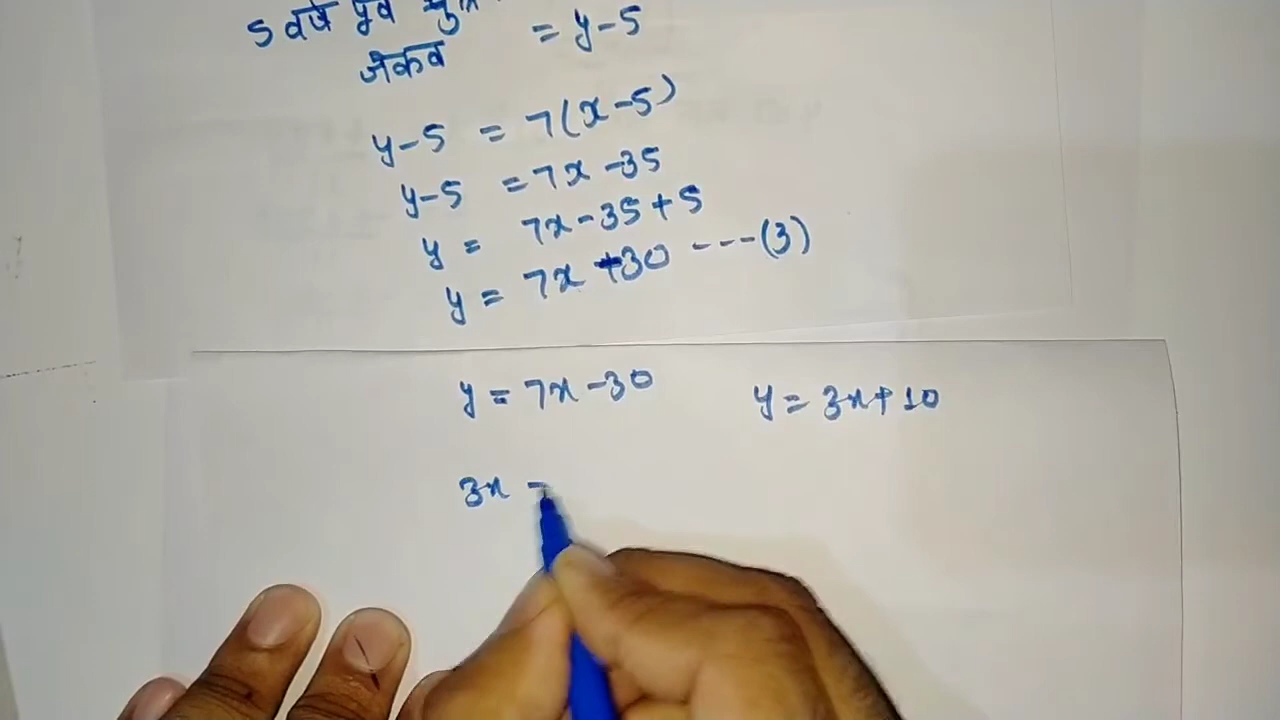 5 वर्ष पूर्व
जेकब = y-5
y-5 = 7(x-5)
y-5 = 7x-35
y = 7x-35+5
y = 7x-30 ---(3)
y = 7x-30 y = 3x+10
3x